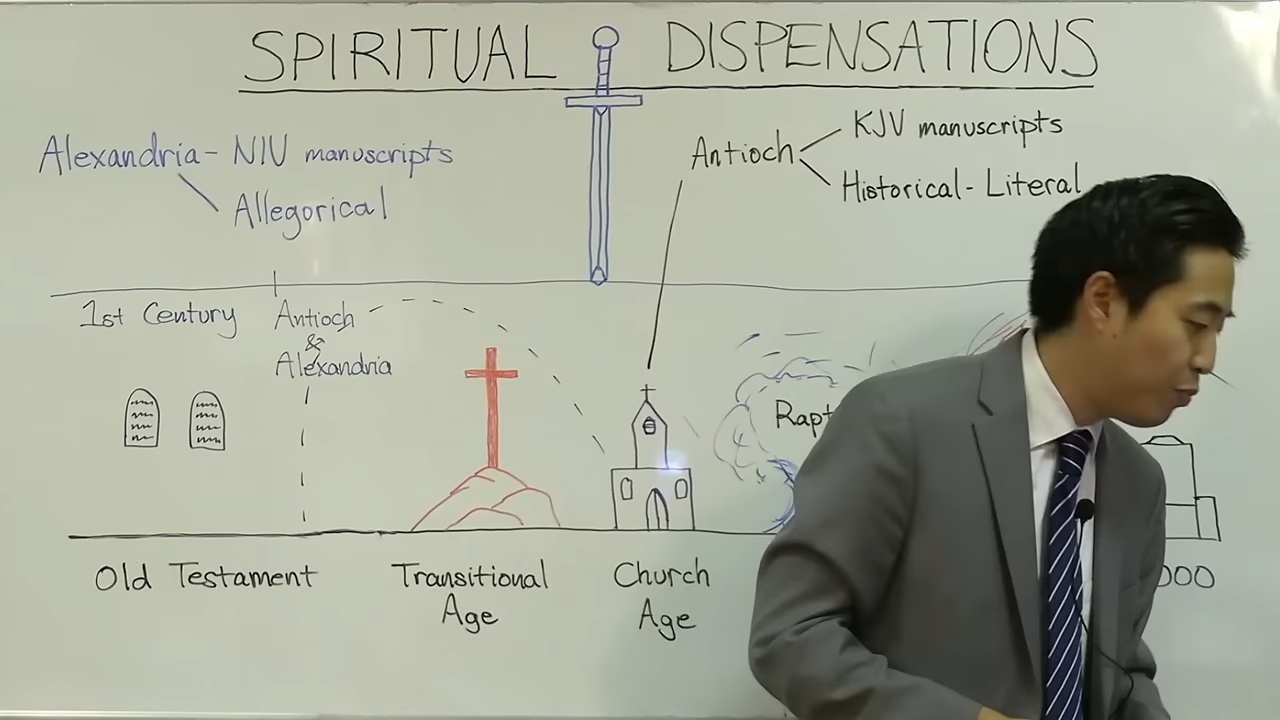 SPIRITUAL DISPENSATIONS
Alexandria - NIV manuscripts
Allegorical
Antioch
KJV manuscripts
Historical - Literal
1st Century
Antioch
&
Alexandria
Old Testament
Transitional
Age
Church
Age